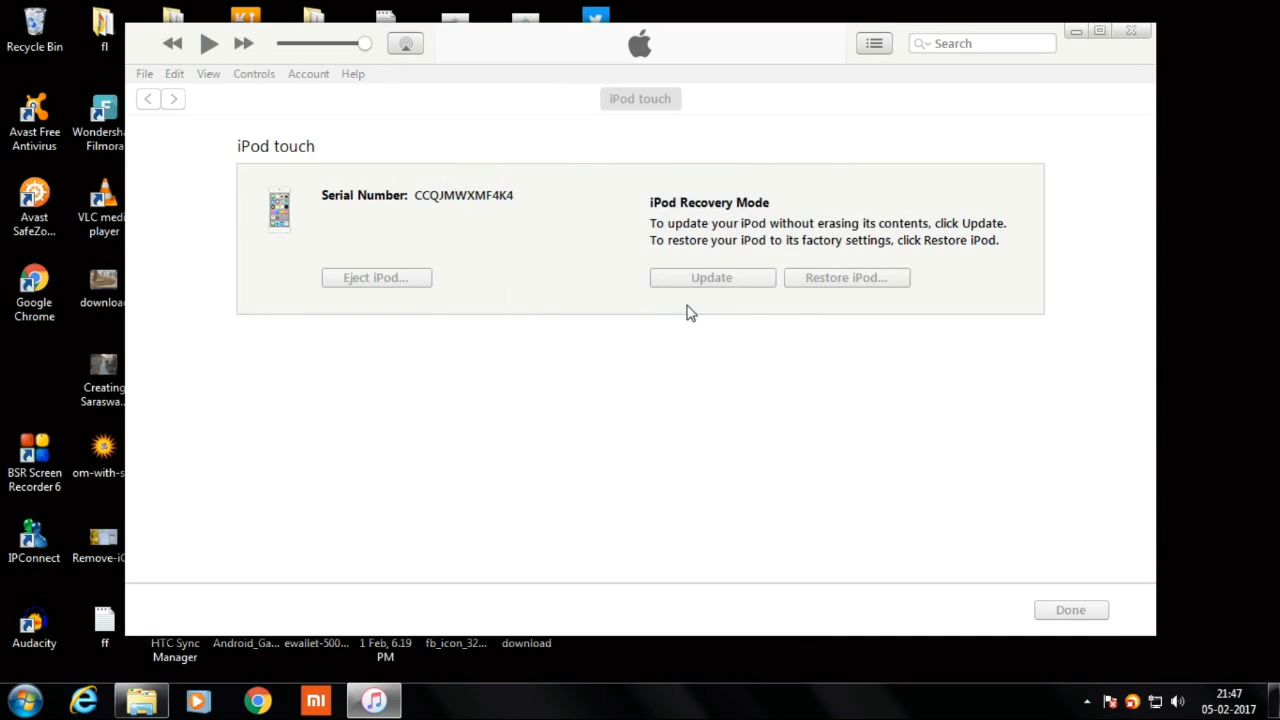 Recycle Bin
fl
Search
File Edit View Controls Account Help
iPod touch
iPod touch
Serial Number: CCQJMWXMF4K4
iPod Recovery Mode
To update your iPod without erasing its contents, click Update.
To restore your iPod to its factory settings, click Restore iPod.
Eject iPod...
Update
Restore iPod...
Done
Avast Free
Antivirus
Wondersha
Filmora
Avast
SafeZo...
VLC medi
player
Google
Chrome
download
Creating
Saraswa...
BSR Screen
Recorder 6
om-with-s
IPConnect
Remove-iC
Audacity
ff
HTC Sync
Manager
Android_Ga...
ewallet-500...
1 Feb, 6.19
PM
fb_icon_32...
download
mi
21:47
05-02-2017